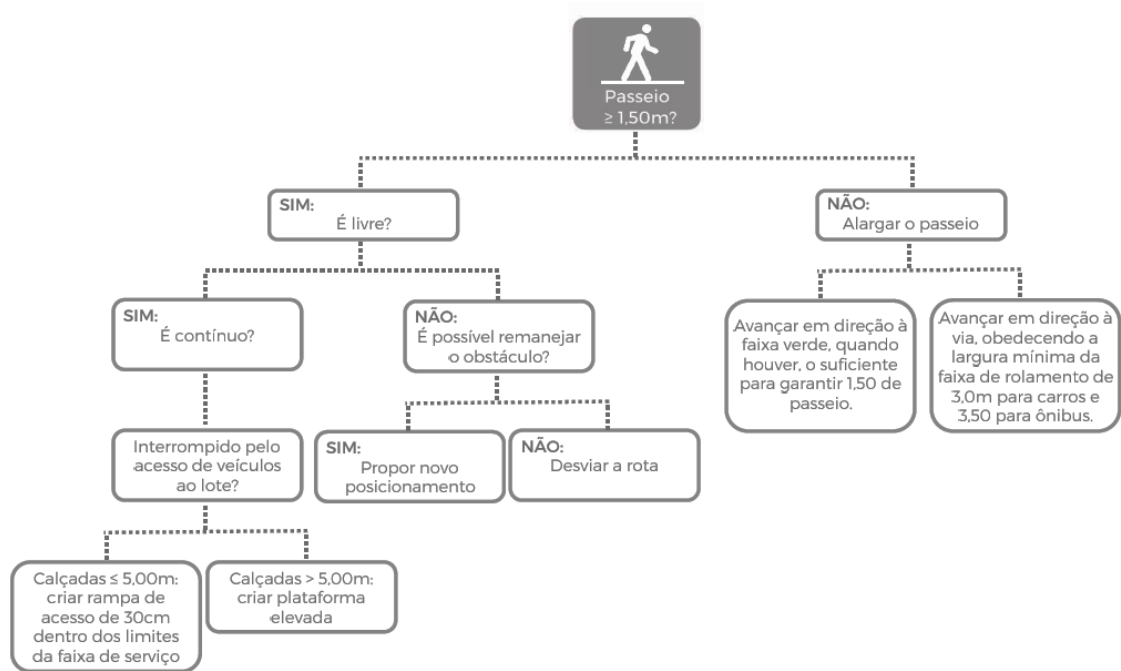 Passeio
≥ 1,50m?
SIM:
É livre?
NÃO:
Alargar o passeio
SIM:
É contínuo?
NÃO:
É possível remanejar
o obstáculo?
Avançar em direção à
faixa verde, quando
houver, o suficiente
para garantir 1,50 de
passeio.
Avançar em direção à
via, obedecendo a
largura mínima da
faixa de rolamento de
3,0m para carros e
3,50 para ônibus.
Interrompido pelo
acesso de veículos
ao lote?
SIM:
Propor novo
posicionamento
NÃO:
Desviar a rota
Calçadas ≤ 5,00m:
criar rampa de
acesso de 30cm
dentro dos limites
da faixa de serviço
Calçadas > 5,00m:
criar plataforma
elevada